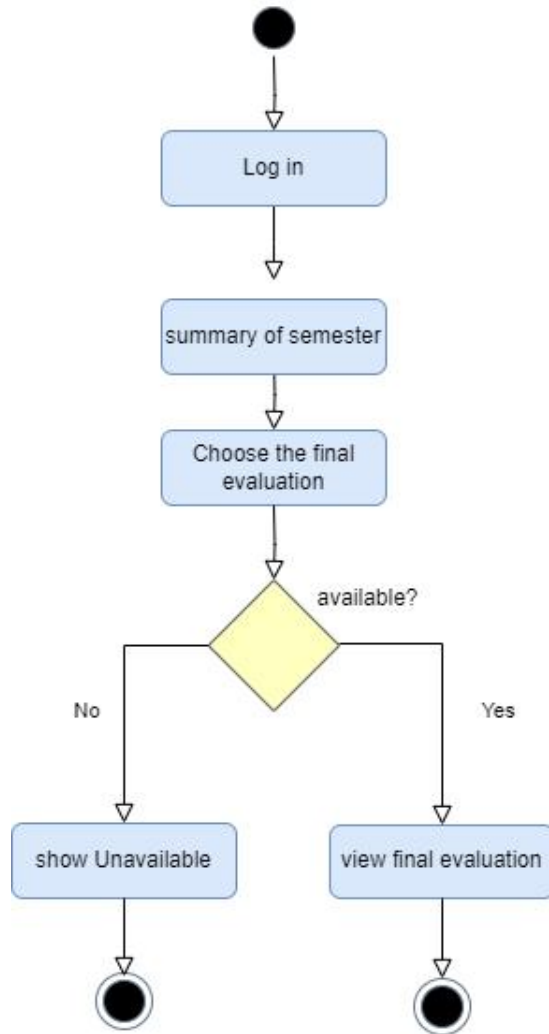 Log in
summary of semester
Choose the final
evaluation
available?
No
Yes
show Unavailable
view final evaluation